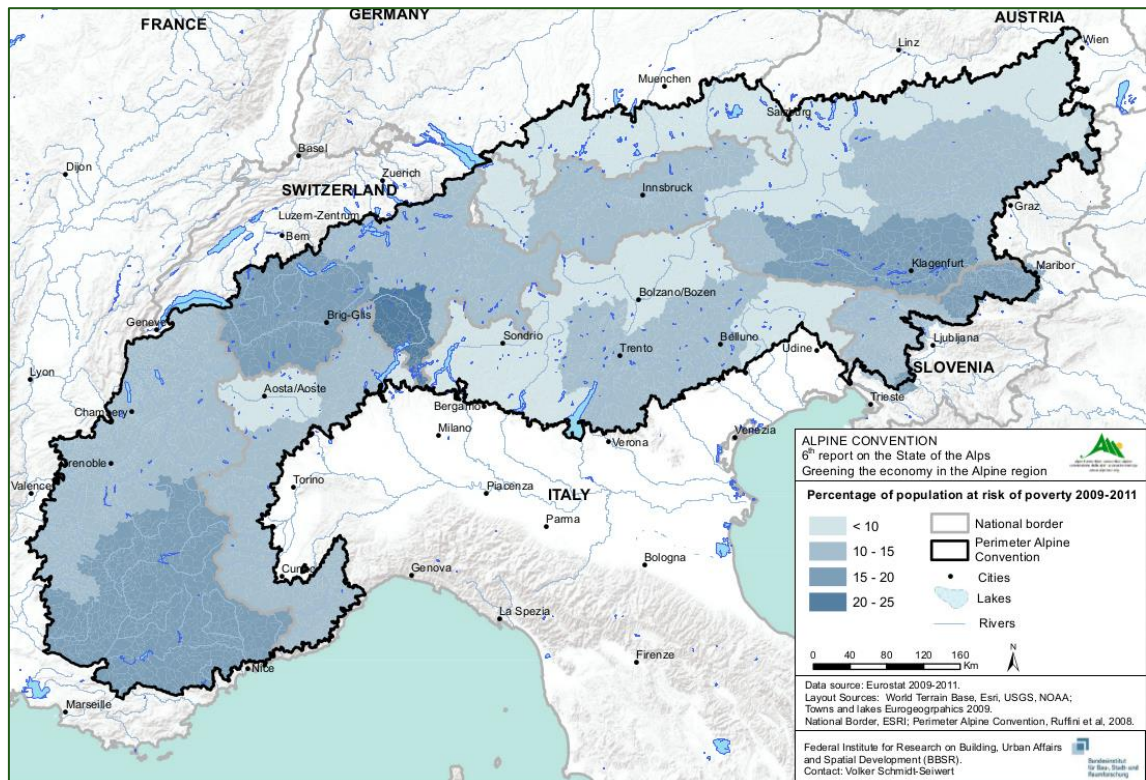 FRANCE
GERMANY
AUSTRIA
Linz
Wien
Muenchen
Salzburg
Basel
Dijon
Zuerich
SWITZERLAND
Innsbruck
Luzern-Zentrum
Graz
Bern
Klagenfurt
Maribor
Bolzano/Bozen
Geneve
Brig-Glis
Sondrio
Belluno
Ljubljana
Trento
Udine
SLOVENIA
Lyon
Aosta/Aoste
Trieste
Chambery
Bergamo
Milano
Venezia
Verona
Grenoble
Valence
Torino
Piacenza
ITALY
Parma
Bologna
Cuneo
Genova
La Spezia
Firenze
Nice
Marseille
ALPINE CONVENTION
6th report on the State of the Alps
Greening the economy in the Alpine region
Percentage of population at risk of poverty 2009-2011
< 10
10 - 15
15 - 20
20 - 25
National border
Perimeter Alpine
Convention
Cities
Lakes
Rivers
0 40 80 120 160
Km
N
Data source: Eurostat 2009-2011.
Layout Sources: World Terrain Base, Esri, USGS, NOAA;
Towns and lakes Eurogeogrpahics 2009.
National Border, ESRI; Perimeter Alpine Convention, Ruffini et al, 2008.
Federal Institute for Research on Building, Urban Affairs
and Spatial Development (BBSR).
Contact: Volker Schmidt-Seiwert
Bundesinstitut
für Bau-, Stadt- und
Raumforschung